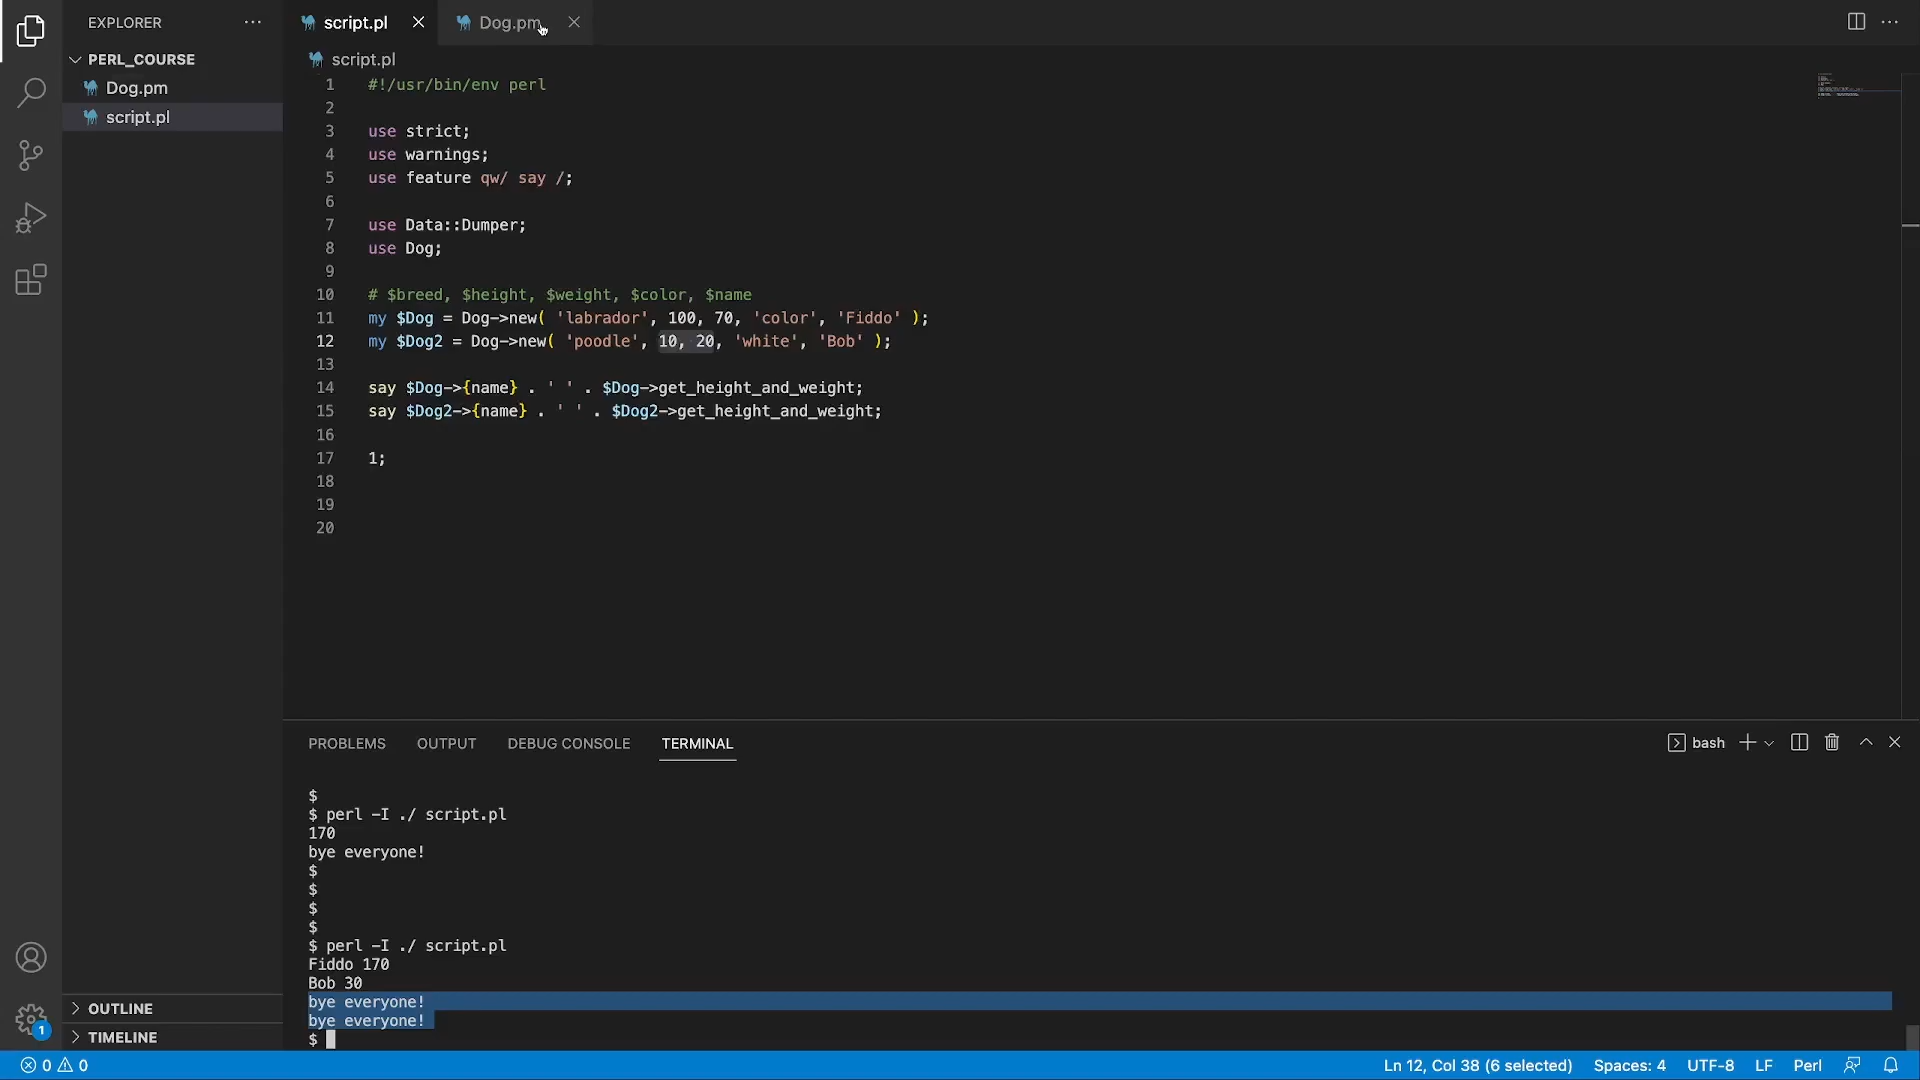 EXPLORER
script.pl
Dog.pm
PERL_COURSE
script.pl
Dog.pm
script.pl
1 #!/usr/bin/env perl
2
3 use strict;
4 use warnings;
5 use feature qw/ say /;
6
7 use Data::Dumper;
8 use Dog;
9
10 # $breed, $height, $weight, $color, $name
11 my $Dog = Dog->new( 'labrador', 100, 70, 'color', 'Fiddo' );
12 my $Dog2 = Dog->new( 'poodle', 10, 20, 'white', 'Bob' );
13
14 say $Dog->{name} . ' ' . $Dog->get_height_and_weight;
15 say $Dog2->{name} . ' ' . $Dog2->get_height_and_weight;
16
17 1;
18
19
20
PROBLEMS OUTPUT DEBUG CONSOLE TERMINAL
bash
$
$ perl -I ./ script.pl
170
bye everyone!
$
$
$
$
$ perl -I ./ script.pl
Fiddo 170
Bob 30
bye everyone!
bye everyone!
$
1
OUTLINE
TIMELINE
0 0
Ln 12, Col 38 (6 selected) Spaces: 4 UTF-8 LF Perl